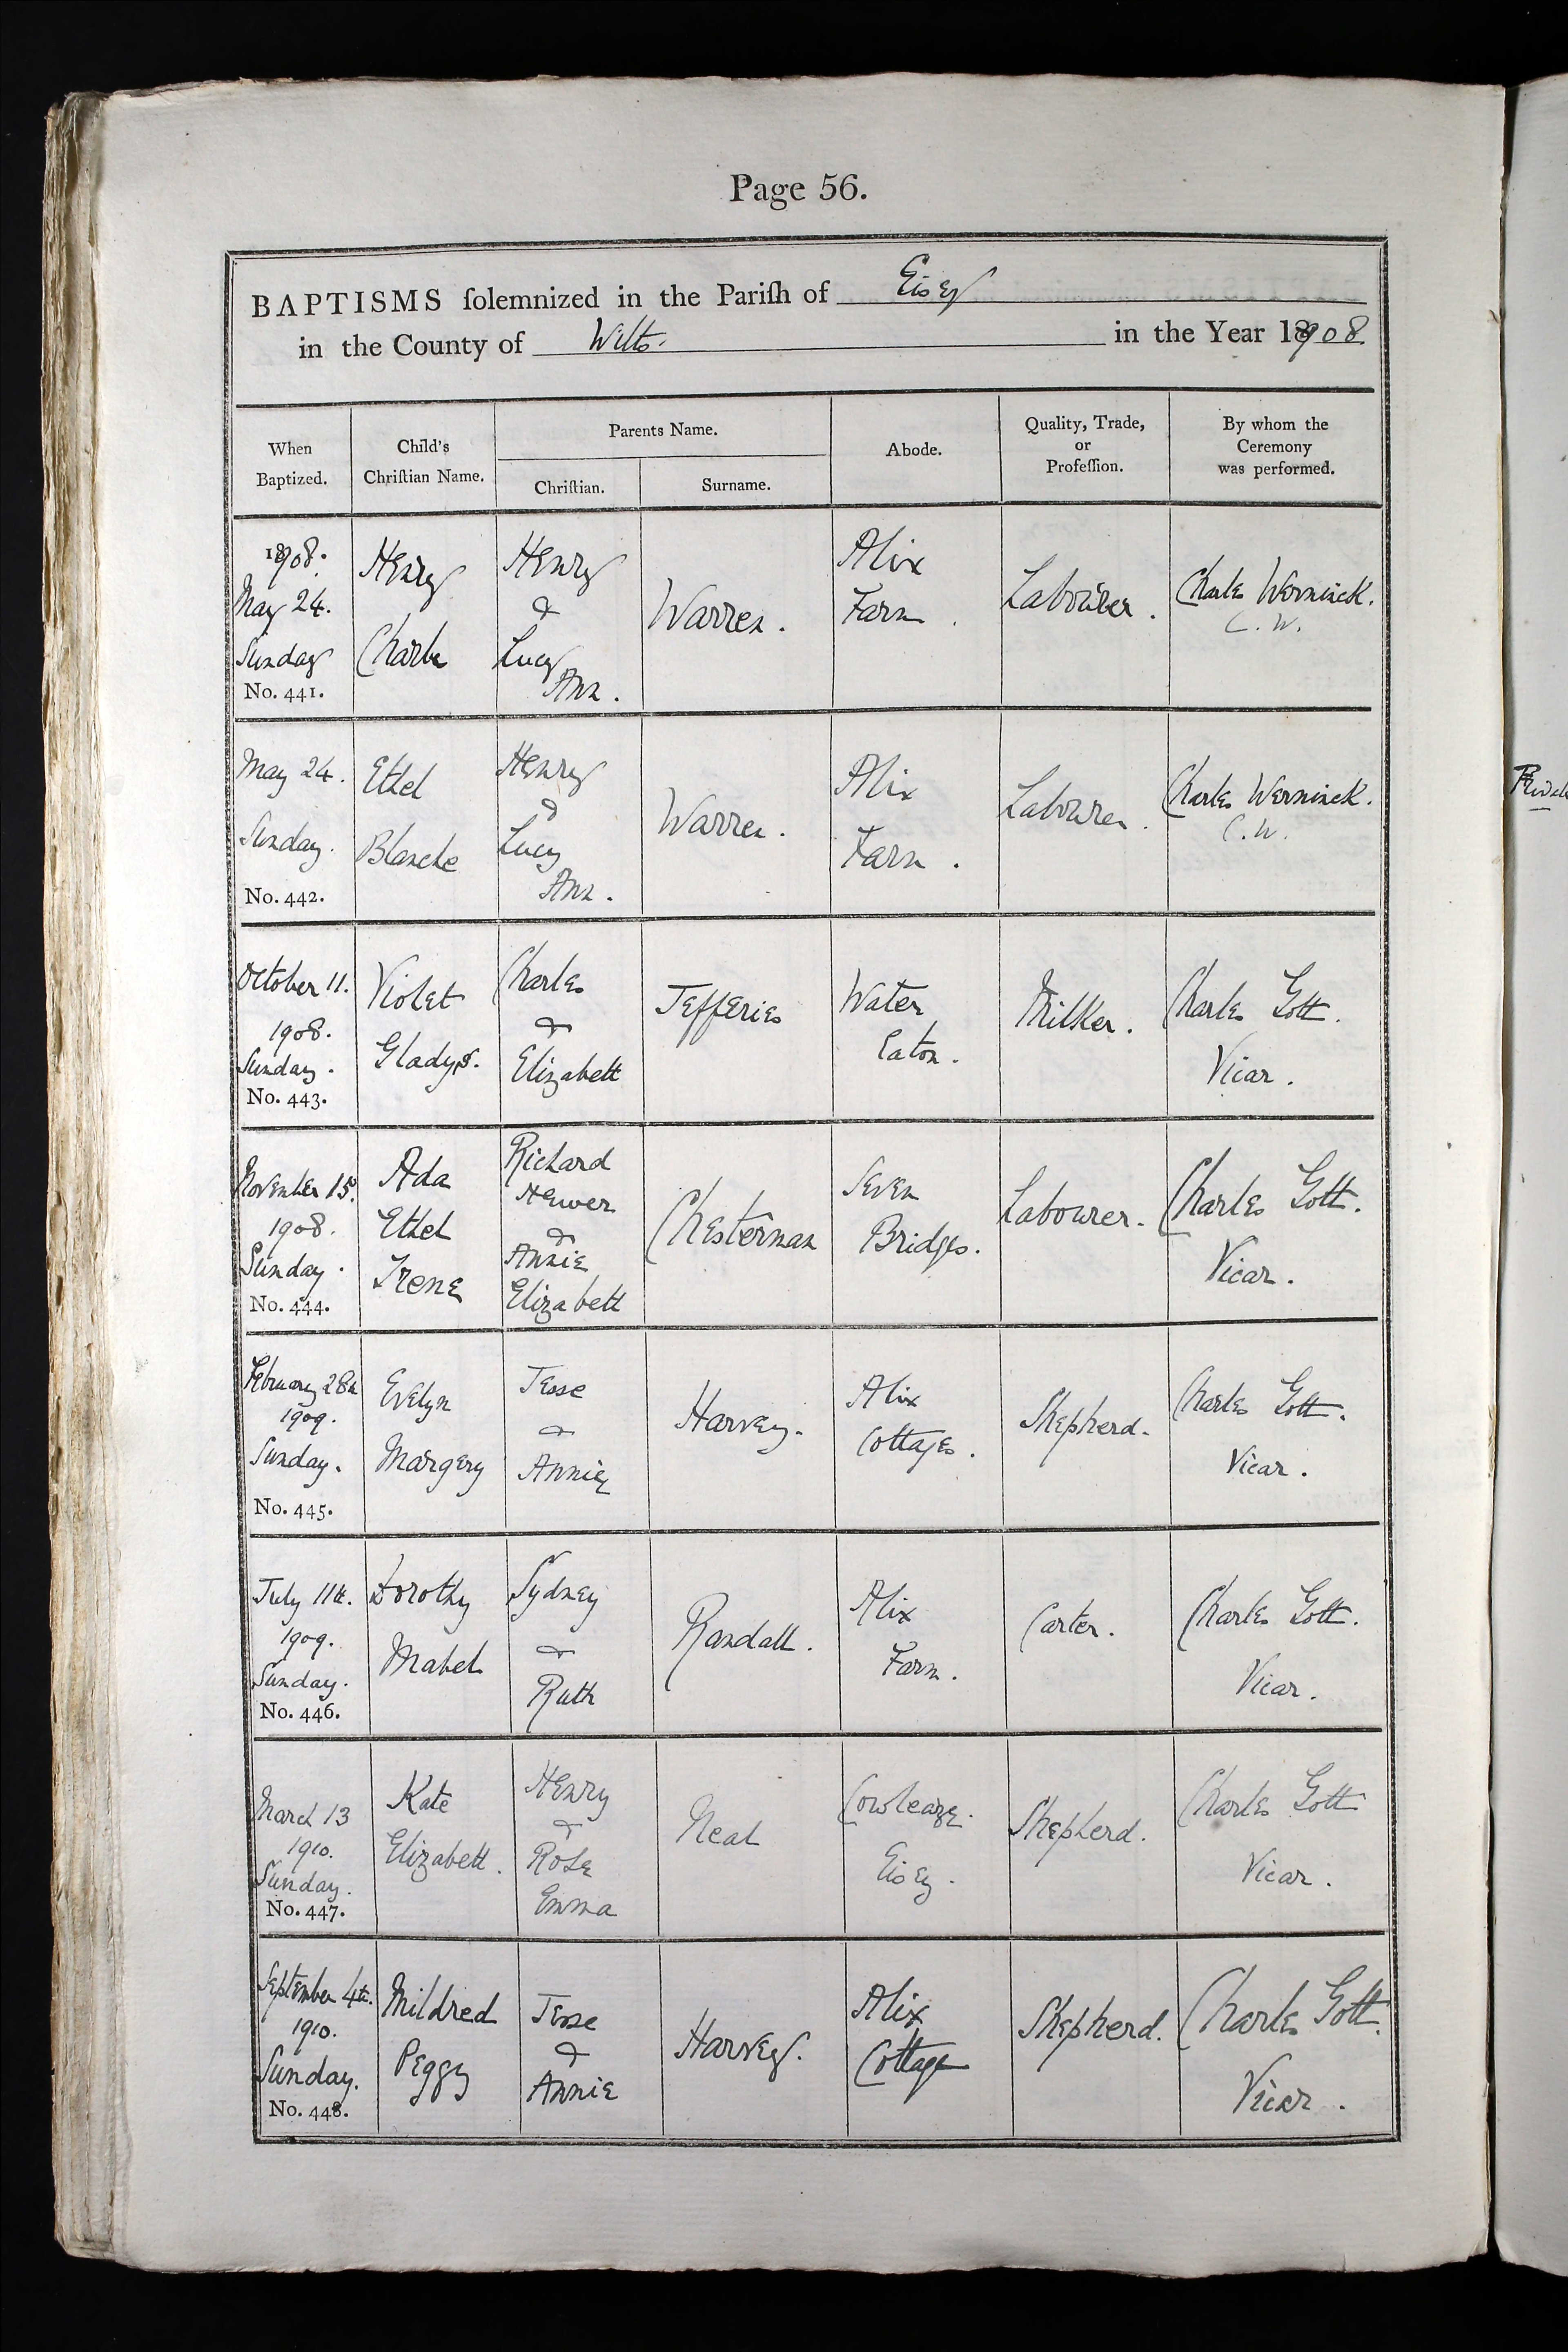 Page 56.
BAPTISMS solemnized in the Parish of Eisey
in the County of Wilts. in the Year 1908.
When Baptized.
Child's Christian Name.
Parents Name.
Christian.
Surname.
Abode.
Quality, Trade, or Profession.
By whom the Ceremony was performed.
1908.
May 24.
Sunday
No. 441.
Henry
Charles
Henry
&
Lucy
Ann.
Warren.
Alix
Farm.
Labourer.
Charles Werninck.
C. W.
May 24.
Sunday.
No. 442.
Ethel
Blanche
Henry
&
Lucy
Ann.
Warren.
Alix
Farm.
Labourer.
Charles Werninck.
C. W.
October 11.
1908.
Sunday.
No. 443.
Violet
Gladys.
Charles
&
Elizabeth
Jefferies
Water
Eaton.
Milker.
Charles Gott.
Vicar.
November 15.
1908.
Sunday.
No. 444.
Ada
Ethel
Irene
Richard
Hewer
&
Annie
Elizabeth
Chesterman
Seven
Bridges.
Labourer.
Charles Gott.
Vicar.
February 28th
1909.
Sunday.
No. 445.
Evelyn
Margery
Jesse
&
Annie
Harvey.
Alix
Cottages.
Shepherd.
Charles Gott.
Vicar.
July 11th.
1909.
Sunday.
No. 446.
Dorothy
Mabel
Sydney
&
Ruth
Randall.
Alix
Farm.
Carter.
Charles Gott.
Vicar.
March 13
1910.
Sunday.
No. 447.
Kate
Elizabeth.
Henry
&
Rose
Emma
Neal
Cowleaze.
Eisey.
Shepherd.
Charles Gott
Vicar.
September 4th.
1910.
Sunday.
No. 448.
Mildred
Peggy
Jesse
&
Annie
Harvey.
Alix
Cottage
Shepherd.
Charles Gott.
Vicar.